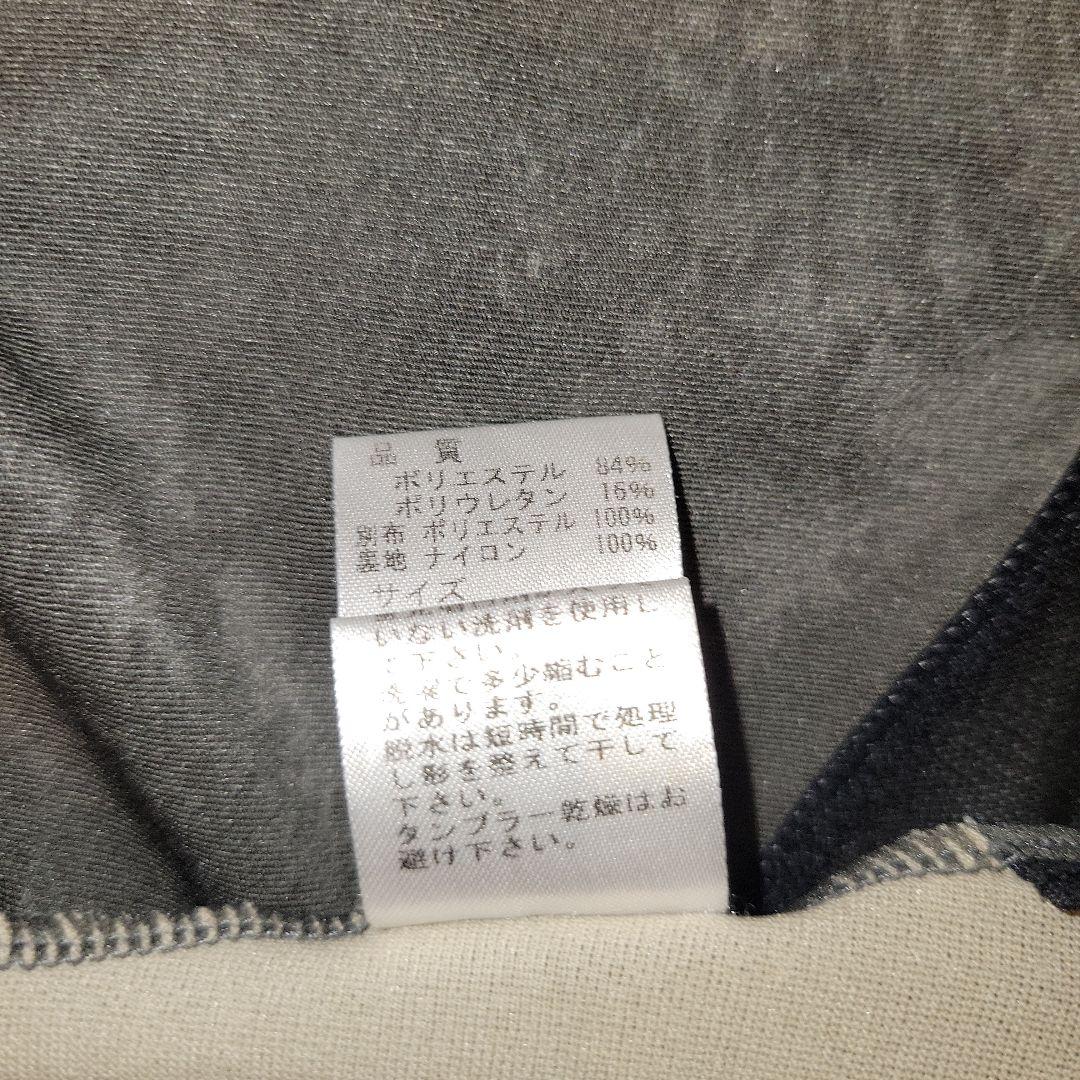 品 質
ポリエステル 84%
ポリウレタン 16%
別布 ポリエステル 100%
裏地 ナイロン 100%
サイズ
いない洗剤を使用し
て下さい。
洗濯で多少縮むこと
があります。
脱水は短時間で処理
し形を整えて干して
下さい。
タンブラー乾燥はお
避け下さい。